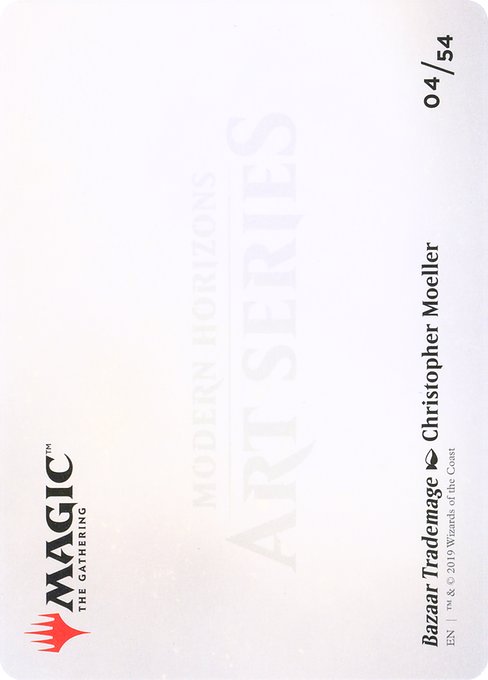 MAGIC™
THE GATHERING
MODERN HORIZONS
ART SERIES
04/54
Bazaar Trademage Christopher Moeller
EN | ™ & © 2019 Wizards of the Coast